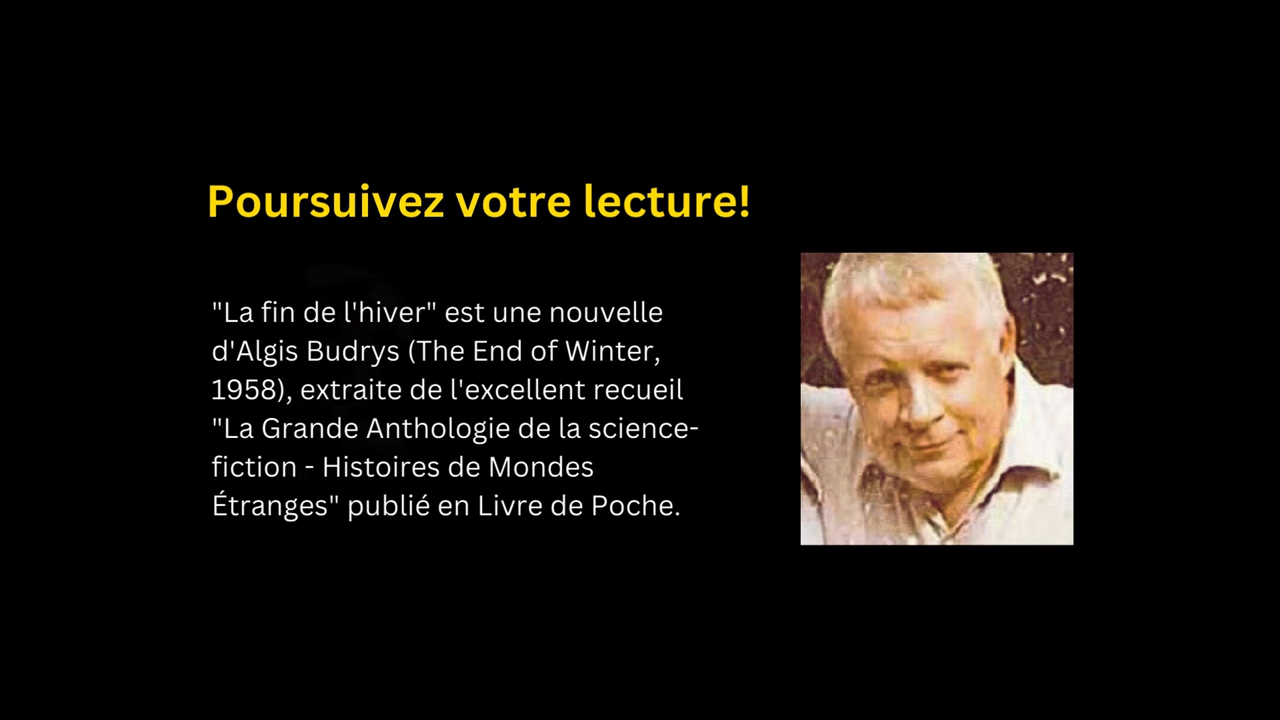 Poursuivez votre lecture!
"La fin de l'hiver" est une nouvelle
d'Algis Budrys (The End of Winter,
1958), extraite de l'excellent recueil
"La Grande Anthologie de la science-
fiction - Histoires de Mondes
Étranges" publié en Livre de Poche.